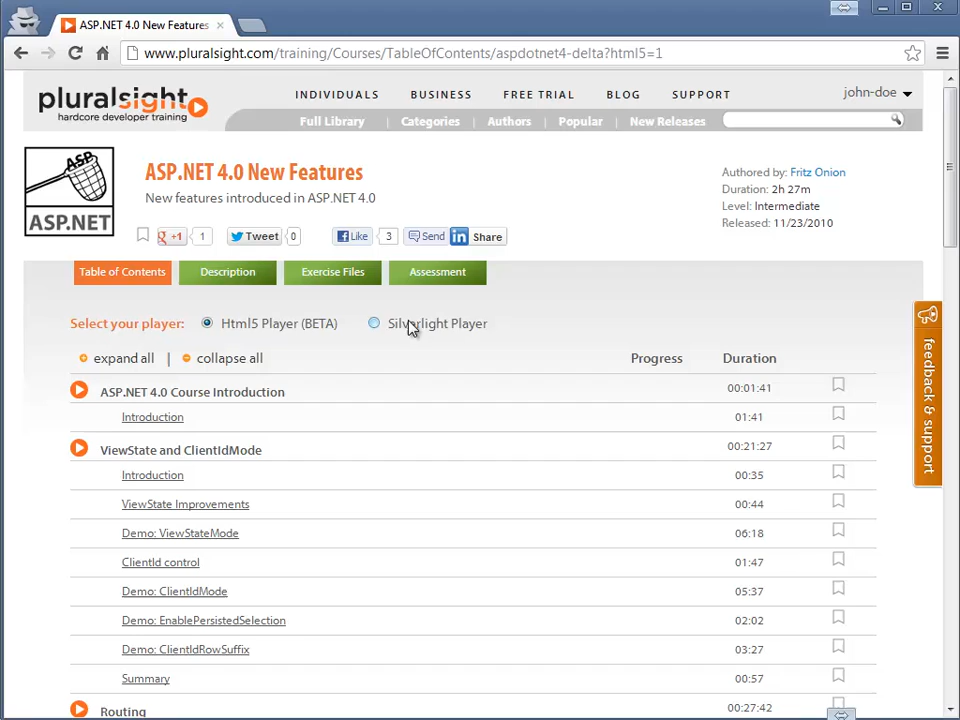 ASP.NET 4.0 New Features
www.pluralsight.com/training/Courses/TableOfContents/aspdotnet4-delta?html5=1
pluralsight
hardcore developer training
INDIVIDUALS BUSINESS FREE TRIAL BLOG SUPPORT
john-doe
Full Library | Categories | Authors | Popular | New Releases
ASP
ASP.NET
ASP.NET 4.0 New Features
New features introduced in ASP.NET 4.0
Authored by: Fritz Onion
Duration: 2h 27m
Level: Intermediate
Released: 11/23/2010
g +1 1 Tweet 0 Like 3 Send in Share
Table of Contents Description Exercise Files Assessment
Select your player: Html5 Player (BETA) Silverlight Player
expand all | collapse all Progress Duration
ASP.NET 4.0 Course Introduction 00:01:41
Introduction 01:41
ViewState and ClientIdMode 00:21:27
Introduction 00:35
ViewState Improvements 00:44
Demo: ViewStateMode 06:18
ClientId control 01:47
Demo: ClientIdMode 05:37
Demo: EnablePersistedSelection 02:02
Demo: ClientIdRowSuffix 03:27
Summary 00:57
Routing 00:27:42
feedback & support